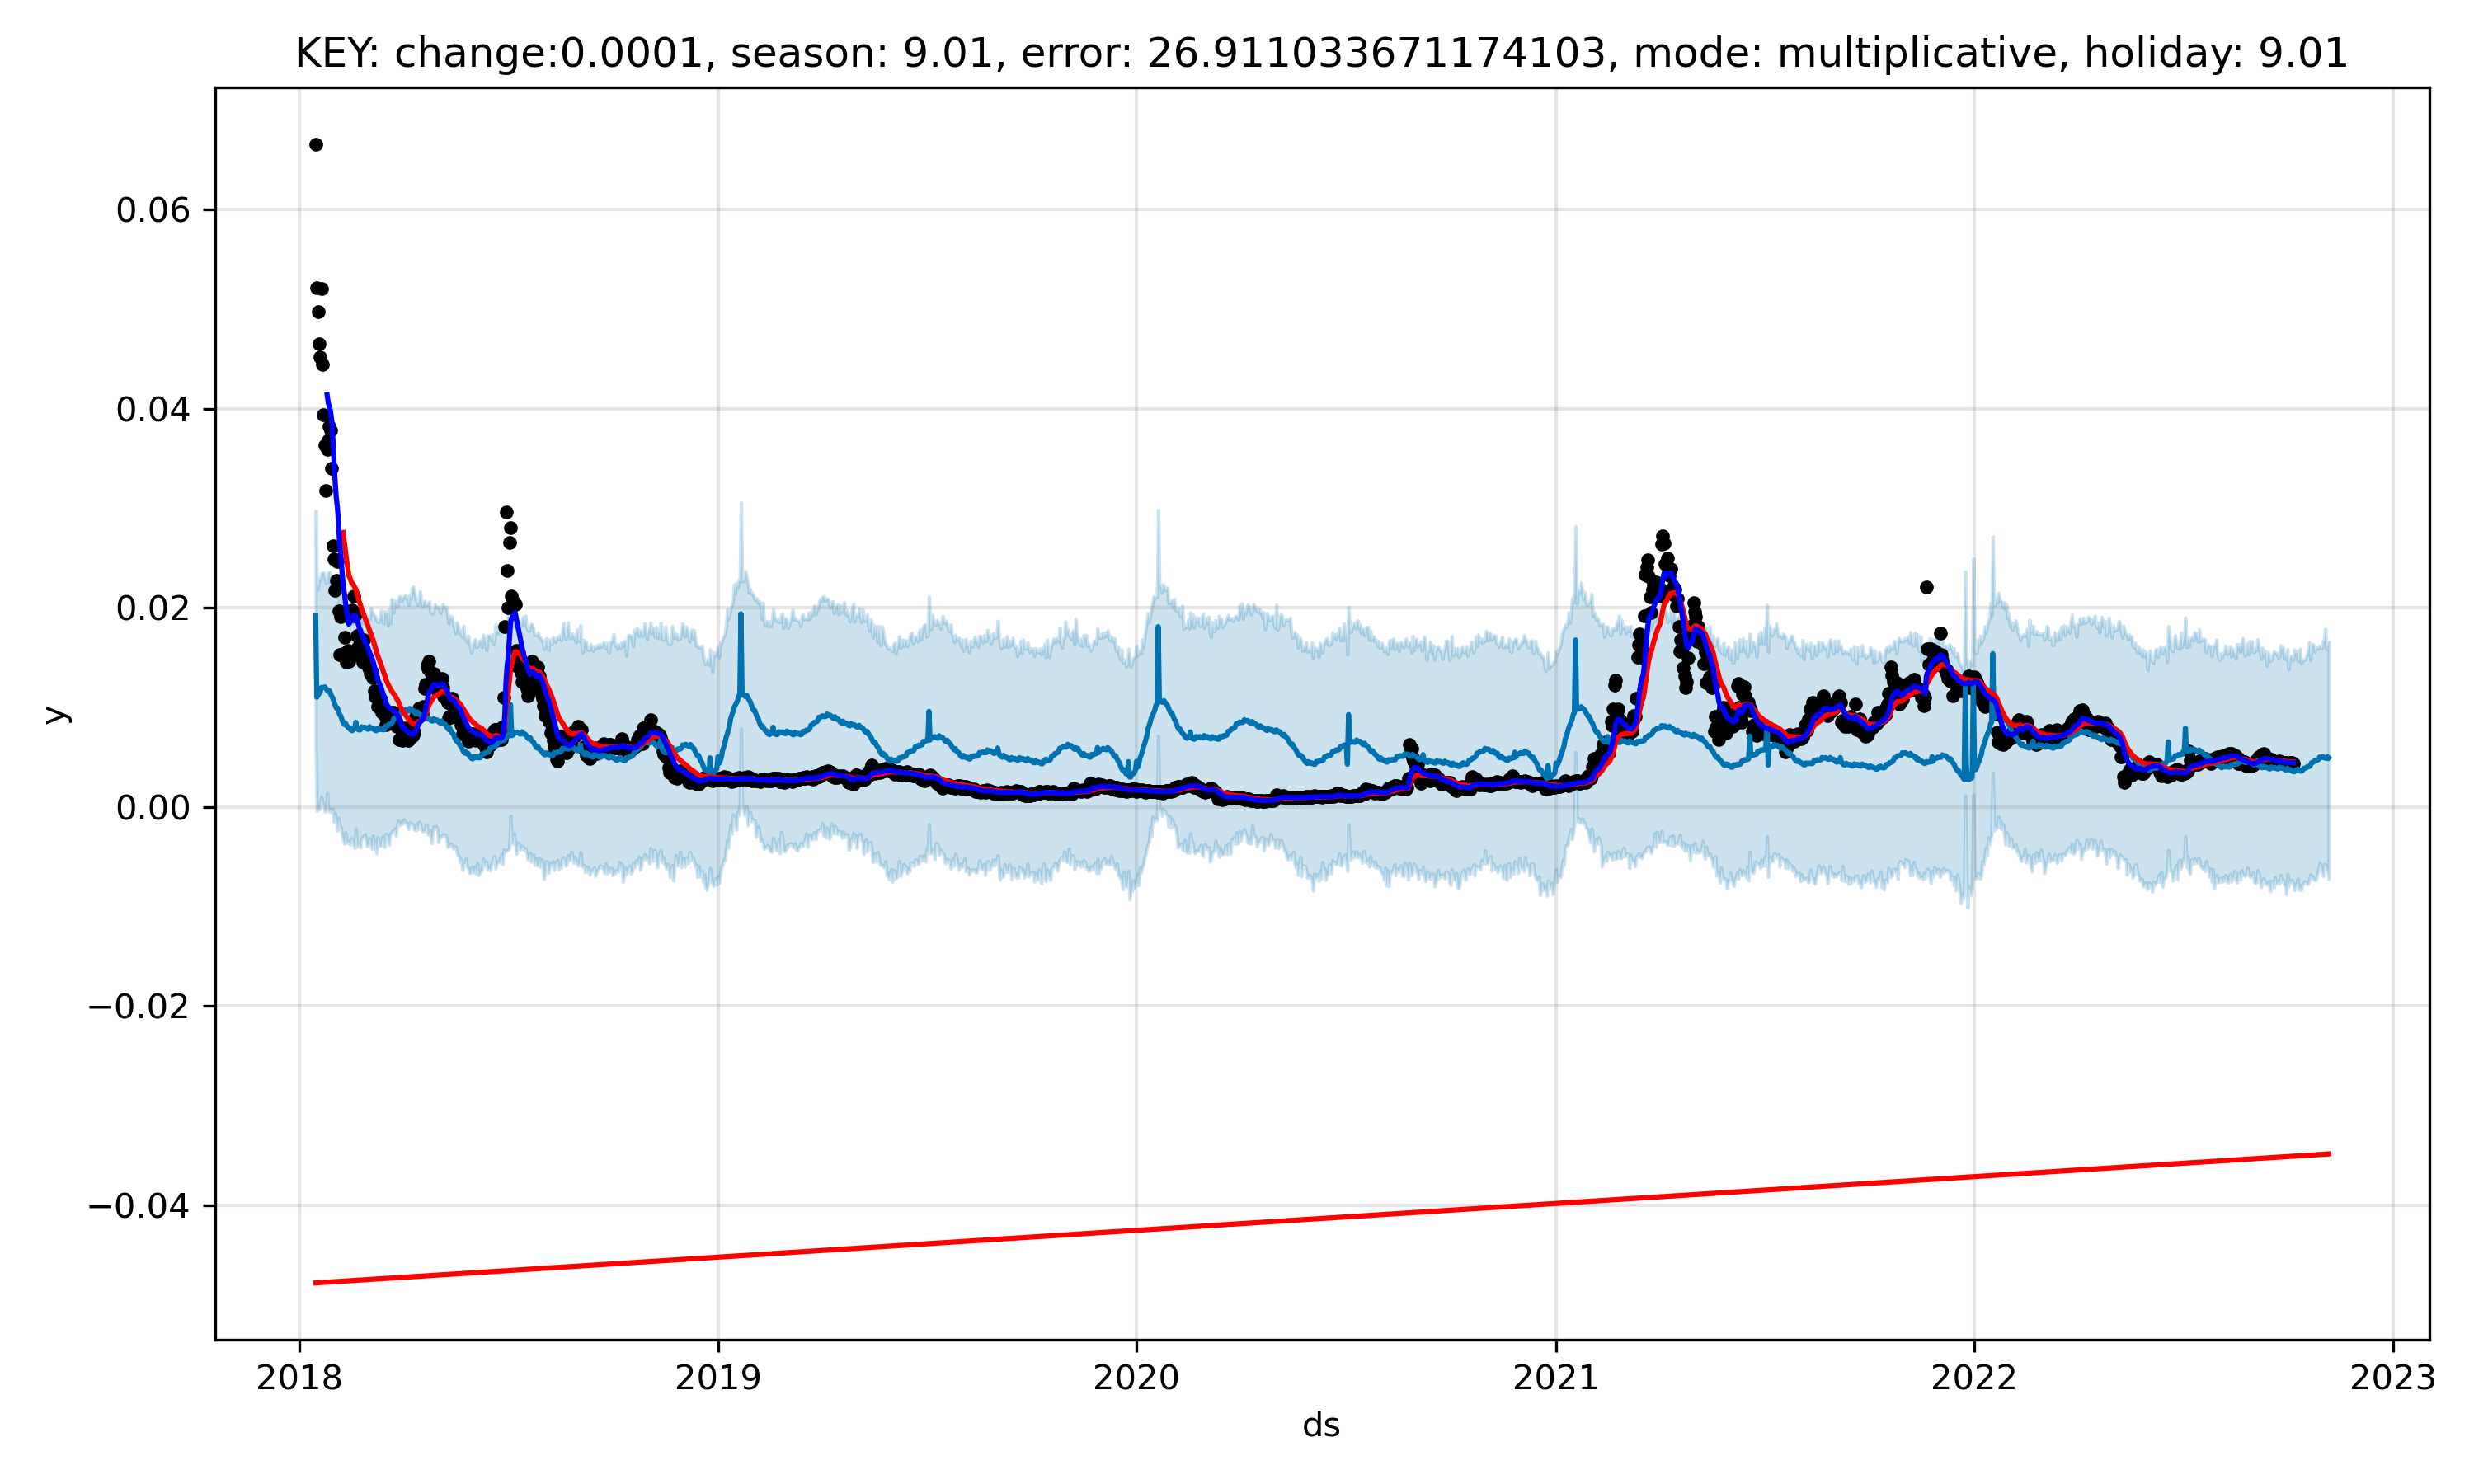 KEY: change:0.0001, season: 9.01, error: 26.911033671174103, mode: multiplicative, holiday: 9.01
0.06
0.04
0.02
0.00
−0.02
−0.04
y
2018 2019 2020 2021 2022 2023
ds